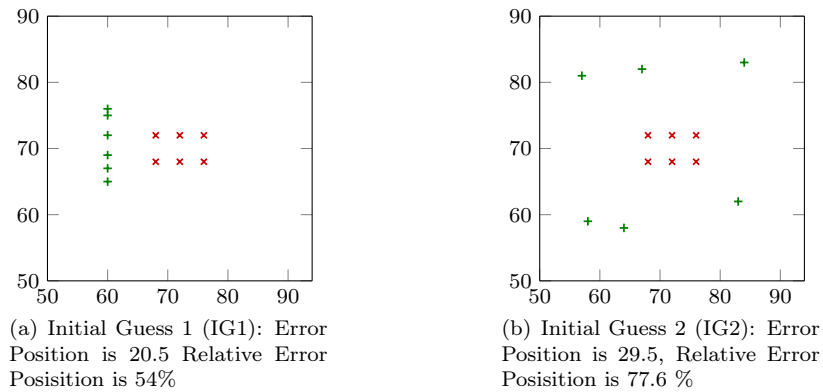 90
80
70
60
50
50 60 70 80 90
(a) Initial Guess 1 (IG1): Error
Position is 20.5 Relative Error
Posisition is 54%
90
80
70
60
50
50 60 70 80 90
(b) Initial Guess 2 (IG2): Error
Position is 29.5, Relative Error
Posisition is 77.6 %